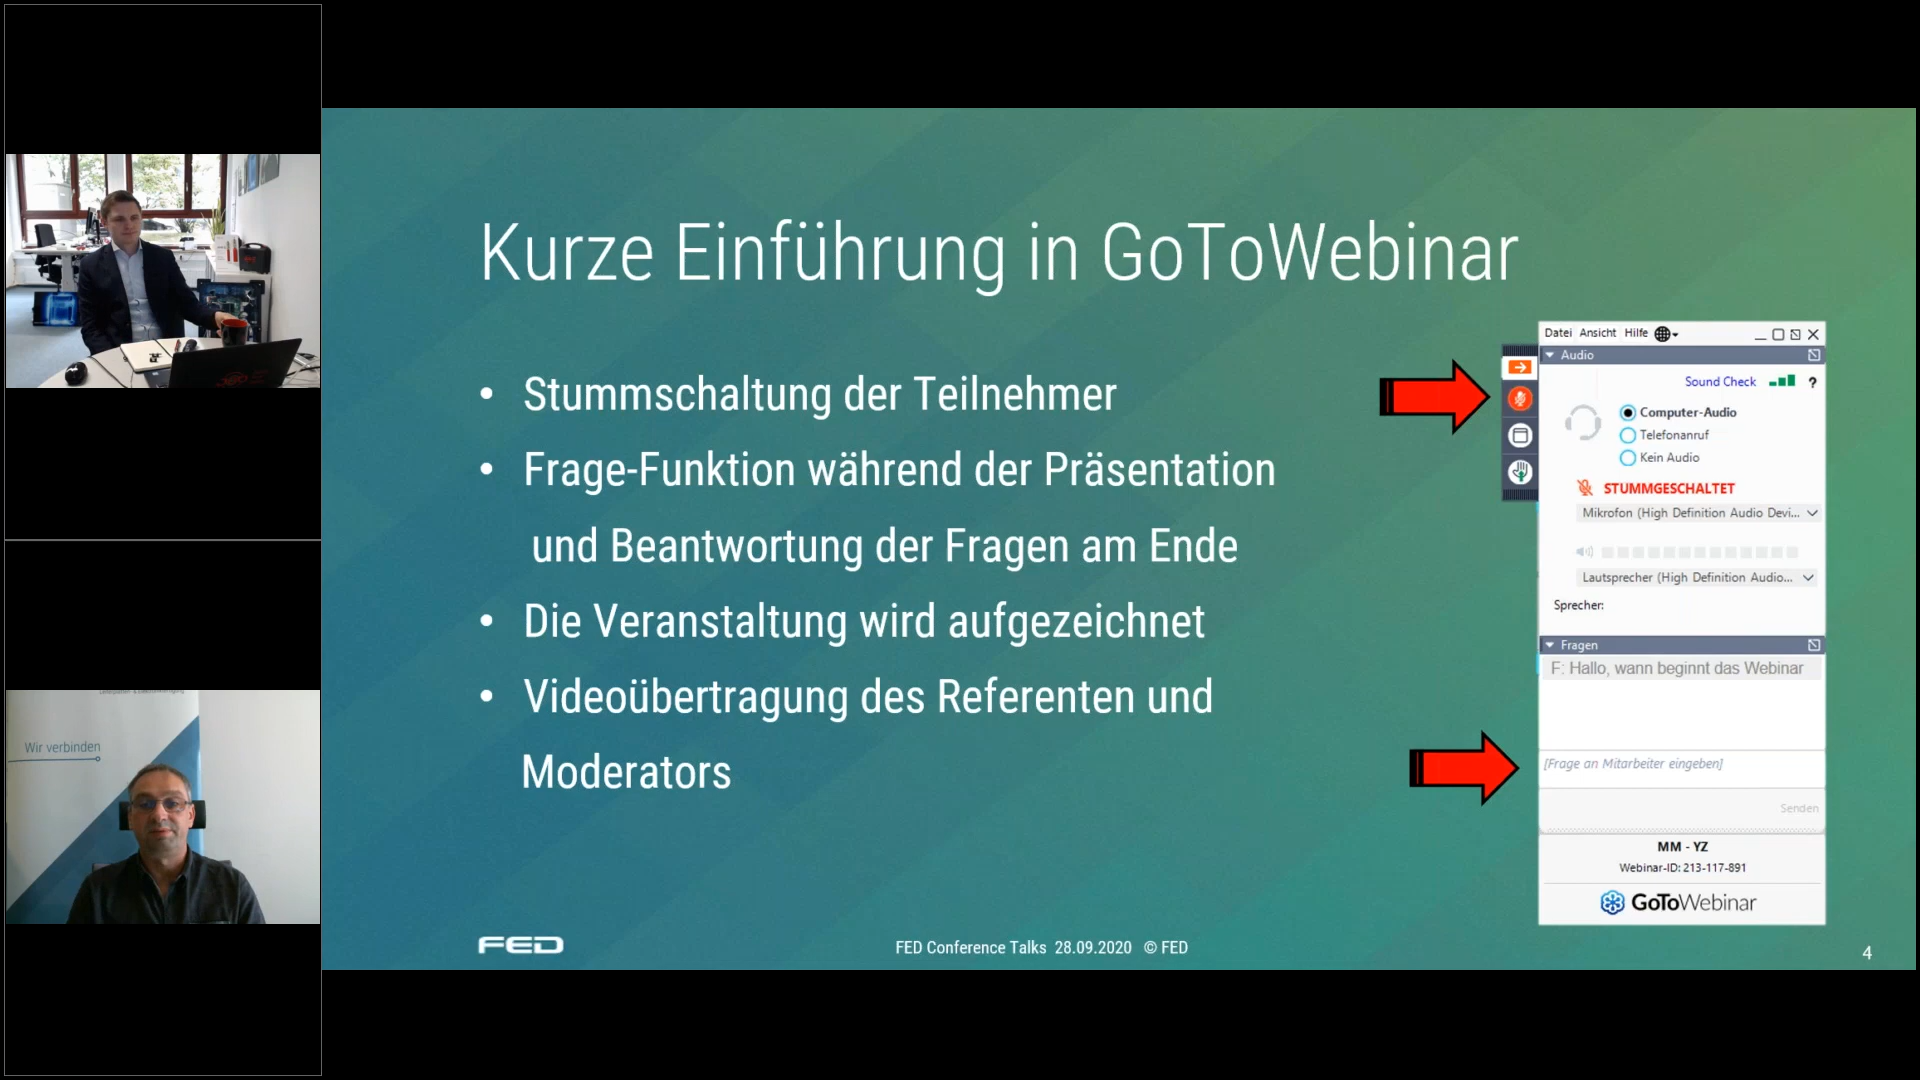 Wir verbinden
Kurze Einführung in GoToWebinar
• Stummschaltung der Teilnehmer
• Frage-Funktion während der Präsentation
und Beantwortung der Fragen am Ende
• Die Veranstaltung wird aufgezeichnet
• Videoübertragung des Referenten und
Moderators
Datei Ansicht Hilfe
Audio
Sound Check ?
Computer-Audio
Telefonanruf
Kein Audio
STUMMGESCHALTET
Mikrofon (High Definition Audio Devi...
Lautsprecher (High Definition Audio...
Sprecher:
Fragen
F: Hallo, wann beginnt das Webinar
[Frage an Mitarbeiter eingeben]
Senden
MM - YZ
Webinar-ID: 213-117-891
GoToWebinar
FED
FED Conference Talks 28.09.2020 © FED
4